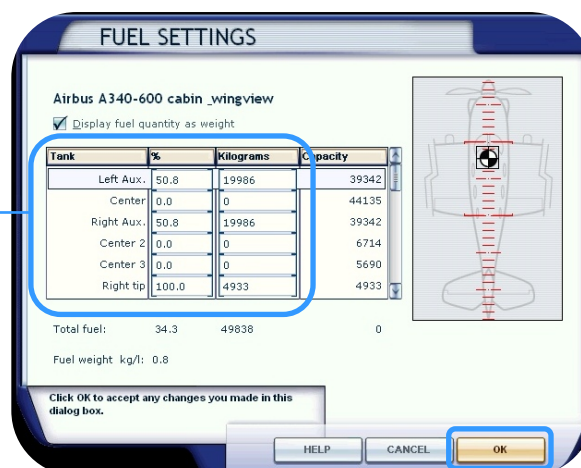 FUEL SETTINGS
Airbus A340-600 cabin _wingview
Display fuel quantity as weight
Tank % Kilograms Capacity
Left Aux. 50.8 19986 39342
Center 0.0 0 44135
Right Aux. 50.8 19986 39342
Center 2 0.0 0 6714
Center 3 0.0 0 5690
Right tip 100.0 4933 4933
Total fuel: 34.3 49838 0
Fuel weight kg/l: 0.8
Click OK to accept any changes you made in this
dialog box.
HELP CANCEL OK